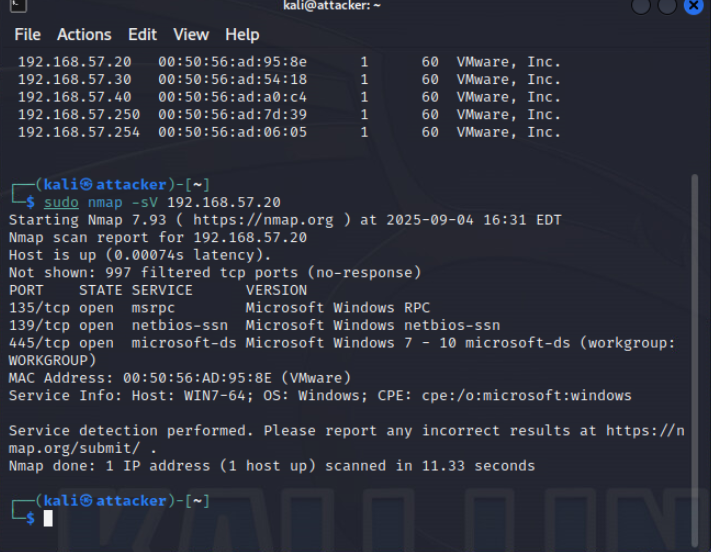 kali@attacker: ~
File Actions Edit View Help
192.168.57.20 00:50:56:ad:95:8e 1 60 VMware, Inc.
192.168.57.30 00:50:56:ad:54:18 1 60 VMware, Inc.
192.168.57.40 00:50:56:ad:a0:c4 1 60 VMware, Inc.
192.168.57.250 00:50:56:ad:7d:39 1 60 VMware, Inc.
192.168.57.254 00:50:56:ad:06:05 1 60 VMware, Inc.
┌──(kali㉿attacker)-[~]
└─$ sudo nmap -sV 192.168.57.20
Starting Nmap 7.93 ( https://nmap.org ) at 2025-09-04 16:31 EDT
Nmap scan report for 192.168.57.20
Host is up (0.00074s latency).
Not shown: 997 filtered tcp ports (no-response)
PORT STATE SERVICE VERSION
135/tcp open msrpc Microsoft Windows RPC
139/tcp open netbios-ssn Microsoft Windows netbios-ssn
445/tcp open microsoft-ds Microsoft Windows 7 - 10 microsoft-ds (workgroup:
WORKGROUP)
MAC Address: 00:50:56:AD:95:8E (VMware)
Service Info: Host: WIN7-64; OS: Windows; CPE: cpe:/o:microsoft:windows
Service detection performed. Please report any incorrect results at https://n
map.org/submit/ .
Nmap done: 1 IP address (1 host up) scanned in 11.33 seconds
┌──(kali㉿attacker)-[~]
└─$